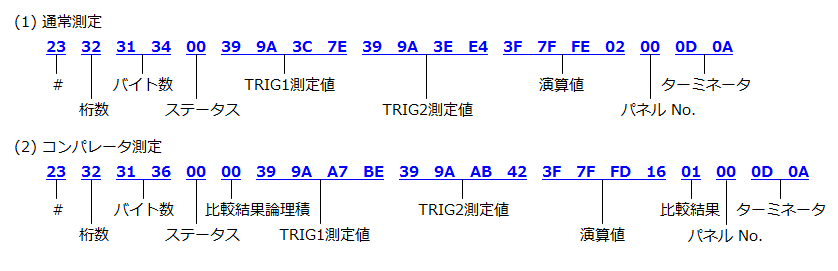 (1) 通常測定
23 32 31 34 00 39 9A 3C 7E 39 9A 3E E4 3F 7F FE 02 00 0D 0A
# バイト数 TRIG1測定値 演算値 ターミネータ
桁数 ステータス TRIG2測定値 パネル No.
(2) コンパレータ測定
23 32 31 36 00 00 39 9A A7 BE 39 9A AB 42 3F 7F FD 16 01 00 0D 0A
# バイト数 比較結果論理積 TRIG2測定値 比較結果 ターミネータ
桁数 ステータス TRIG1測定値 演算値 パネル No.